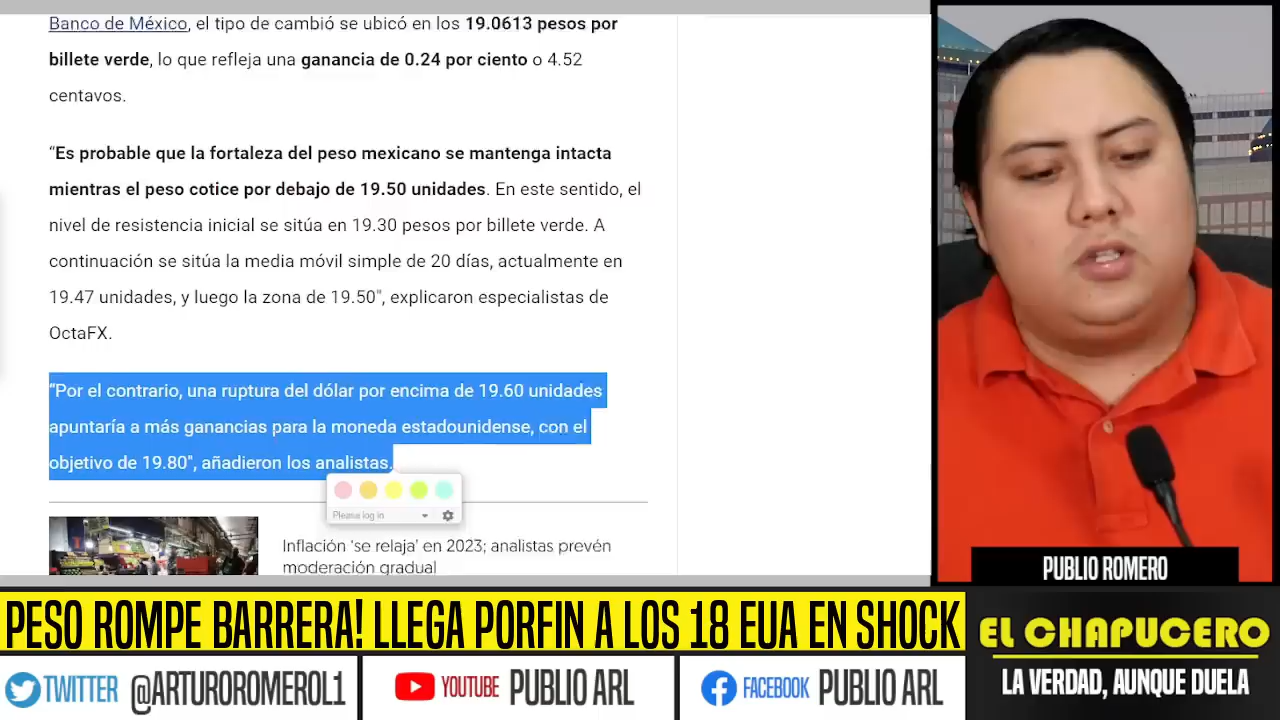 Banco de México, el tipo de cambió se ubicó en los 19.0613 pesos por
billete verde, lo que refleja una ganancia de 0.24 por ciento o 4.52
centavos.
“Es probable que la fortaleza del peso mexicano se mantenga intacta
mientras el peso cotice por debajo de 19.50 unidades. En este sentido, el
nivel de resistencia inicial se sitúa en 19.30 pesos por billete verde. A
continuación se sitúa la media móvil simple de 20 días, actualmente en
19.47 unidades, y luego la zona de 19.50", explicaron especialistas de
OctaFX.
“Por el contrario, una ruptura del dólar por encima de 19.60 unidades
apuntaría a más ganancias para la moneda estadounidense, con el
objetivo de 19.80", añadieron los analistas.
Please log in
Inflación ‘se relaja’ en 2023; analistas prevén
moderación gradual
PUBLIO ROMERO
PESO ROMPE BARRERA! LLEGA PORFIN A LOS 18 EUA EN SHOCK
EL CHAPUCERO
LA VERDAD, AUNQUE DUELA
TWITTER @ARTUROROMEROL1
YOUTUBE PUBLIO ARL
FACEBOOK PUBLIO ARL